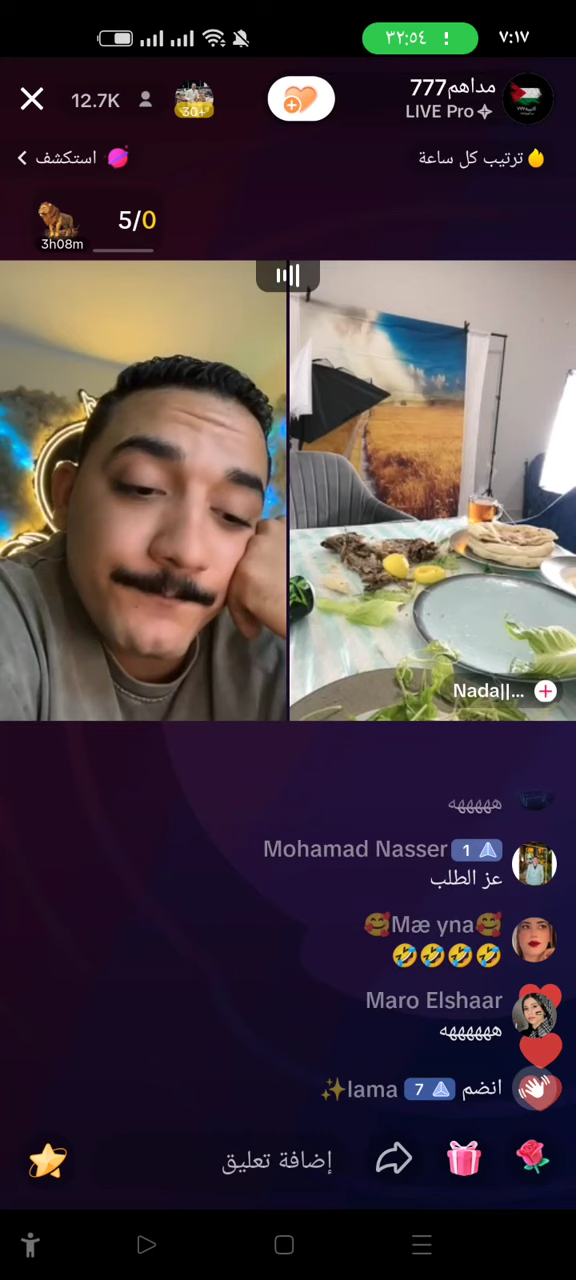 ٧:١٧
٣٢:٥٤
مداهم777
LIVE Pro
12.7K
30+
ترتيب كل ساعة
استكشف
5/0
3h08m
Nada||...
هههههه
Mohamad Nasser 1
عز الطلب
🥰Mæ yna🥰
🤣🤣🤣🤣
Maro Elshaar
ههههههه
✨lama 7 انضم
إضافة تعليق